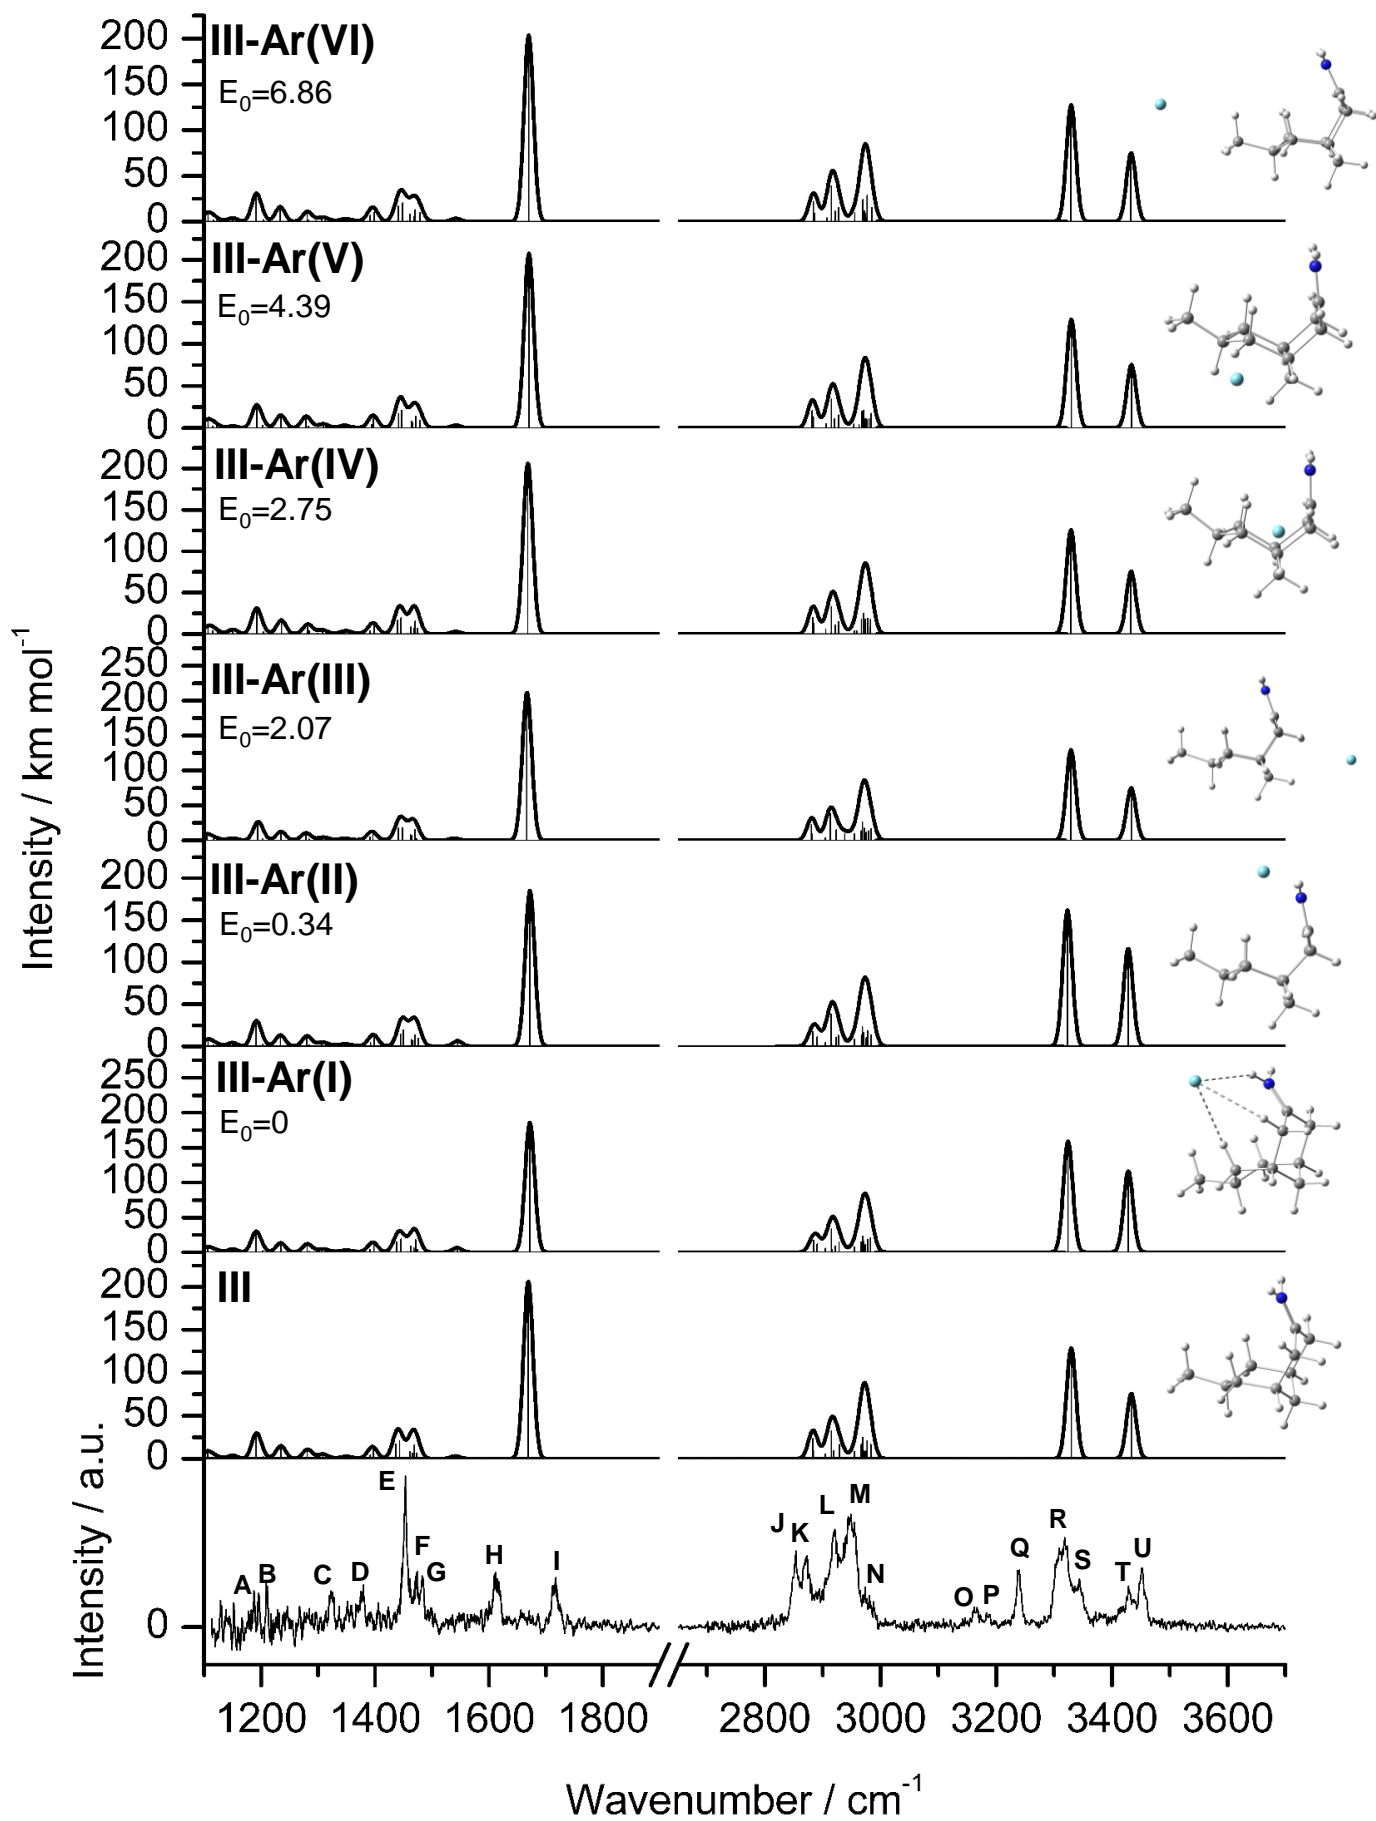 III-Ar(VI)
E0=6.86
200
150
100
50
0
III-Ar(V)
E0=4.39
200
150
100
50
0
III-Ar(IV)
E0=2.75
200
150
100
50
0
III-Ar(III)
E0=2.07
250
200
150
100
50
0
III-Ar(II)
E0=0.34
200
150
100
50
0
III-Ar(I)
E0=0
250
200
150
100
50
0
III
200
150
100
50
0
Intensity / km mol-1
Intensity / a.u.
0
A B C D E F G H I J K L M N O P Q R S T U
1200 1400 1600 1800 2800 3000 3200 3400 3600
Wavenumber / cm-1